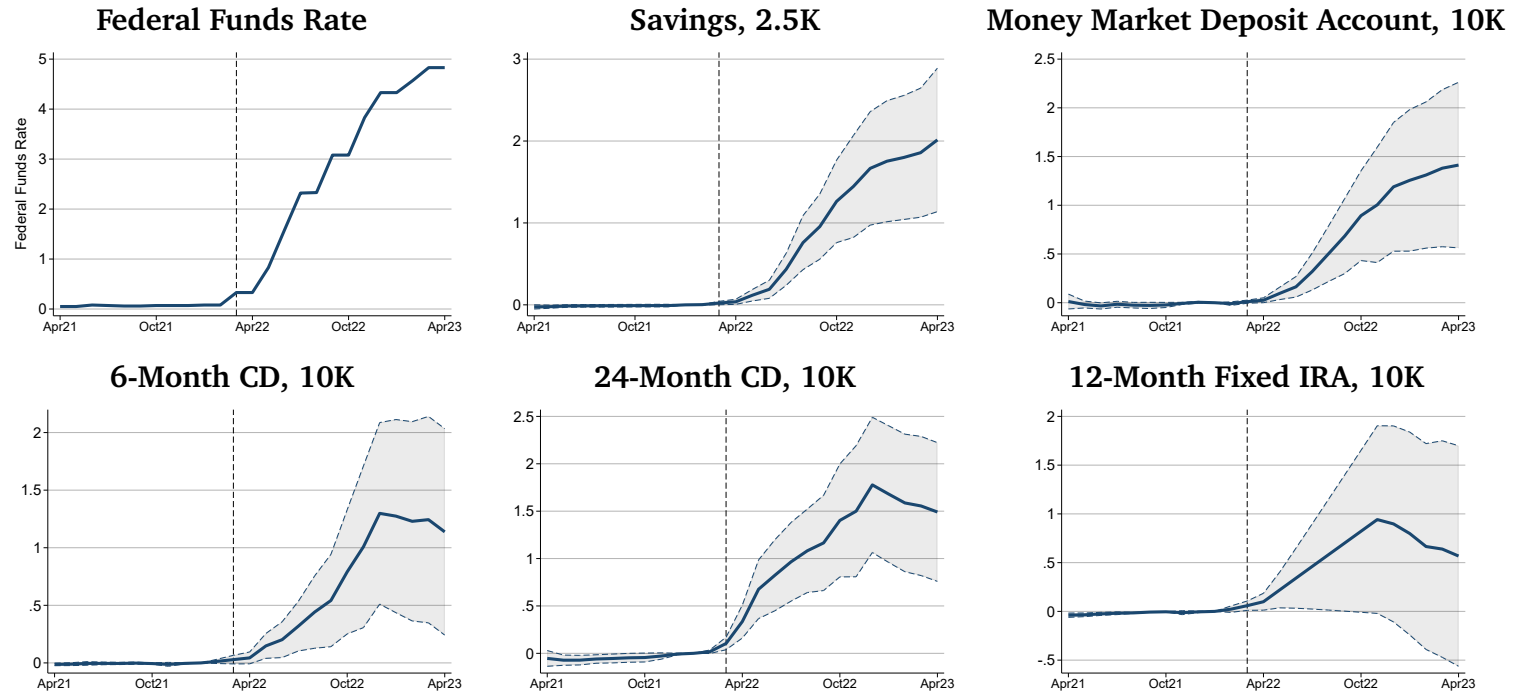 Federal Funds Rate
Savings, 2.5K
Money Market Deposit Account, 10K
Federal Funds Rate
5
4
3
2
1
0
Apr21 Oct21 Apr22 Oct22 Apr23
3
2
1
0
Apr21 Oct21 Apr22 Oct22 Apr23
2.5
2
1.5
1
.5
0
Apr21 Oct21 Apr22 Oct22 Apr23
6-Month CD, 10K
24-Month CD, 10K
12-Month Fixed IRA, 10K
2
1.5
1
.5
0
Apr21 Oct21 Apr22 Oct22 Apr23
2.5
2
1.5
1
.5
0
Apr21 Oct21 Apr22 Oct22 Apr23
2
1.5
1
.5
0
-.5
Apr21 Oct21 Apr22 Oct22 Apr23